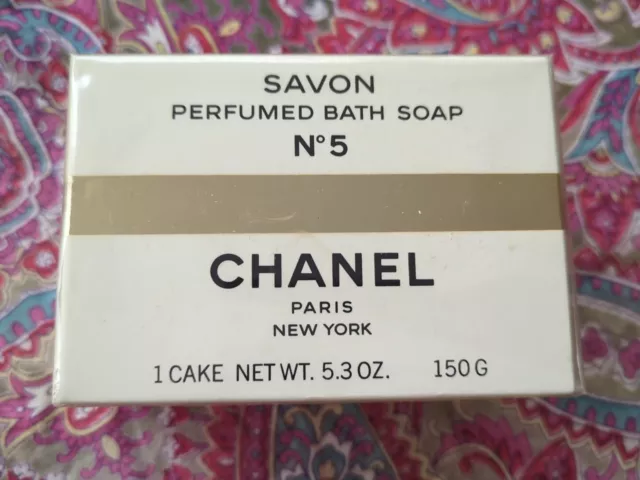 SAVON
PERFUMED BATH SOAP
N°5
CHANEL
PARIS
NEW YORK
1 CAKE NET WT. 5.3 OZ. 150 G